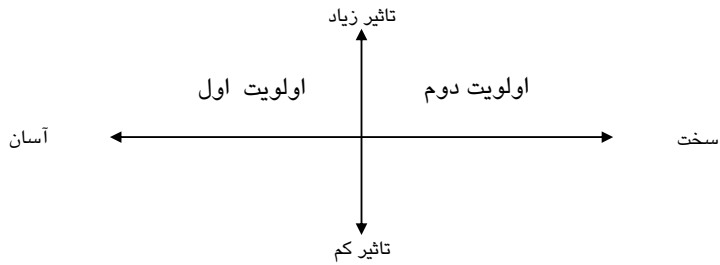 تاثیر زیاد
اولویت دوم
اولویت اول
سخت
آسان
تاثیر کم